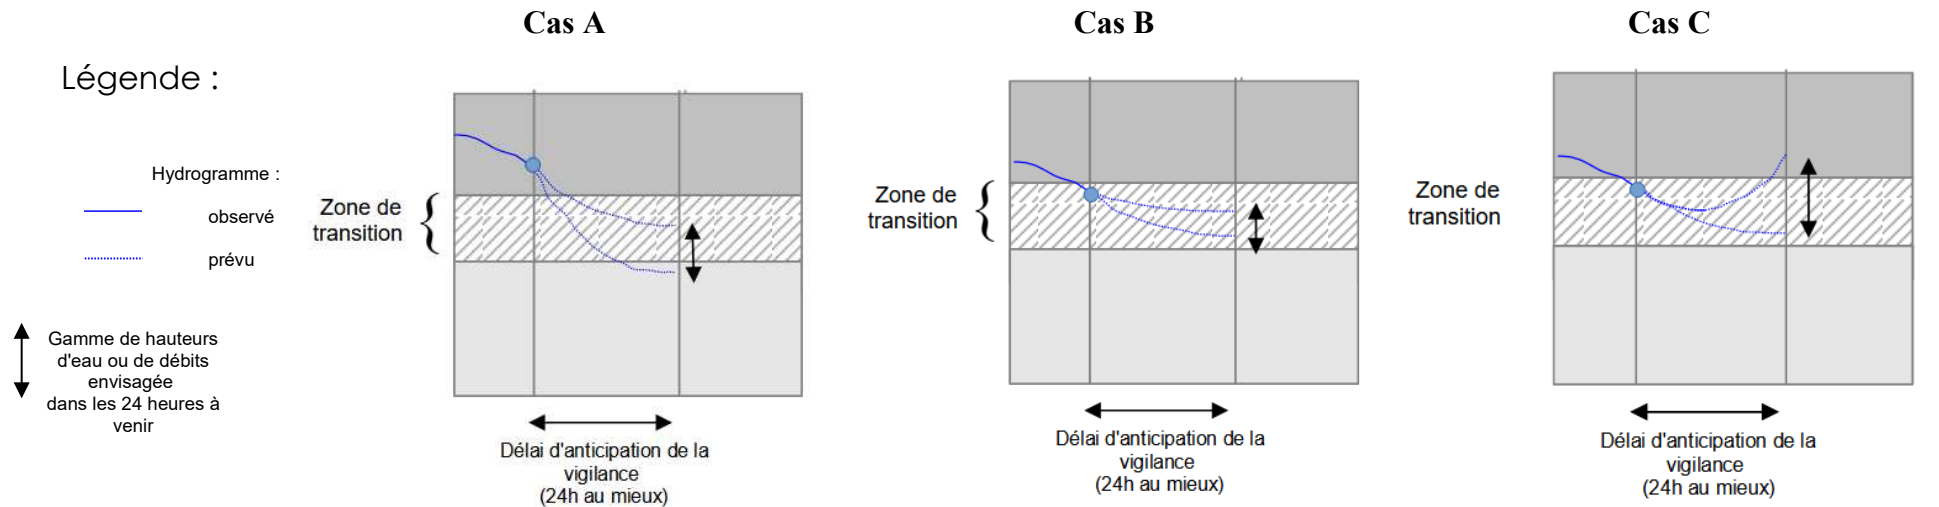 Cas A
Cas B
Cas C
Légende :
Hydrogramme :
observé
prévu
Gamme de hauteurs
d'eau ou de débits
envisagée
dans les 24 heures à
venir
Zone de
transition
Délai d'anticipation de la
vigilance
(24h au mieux)
Zone de
transition
Délai d'anticipation de la
vigilance
(24h au mieux)
Zone de
transition
Délai d'anticipation de la
vigilance
(24h au mieux)